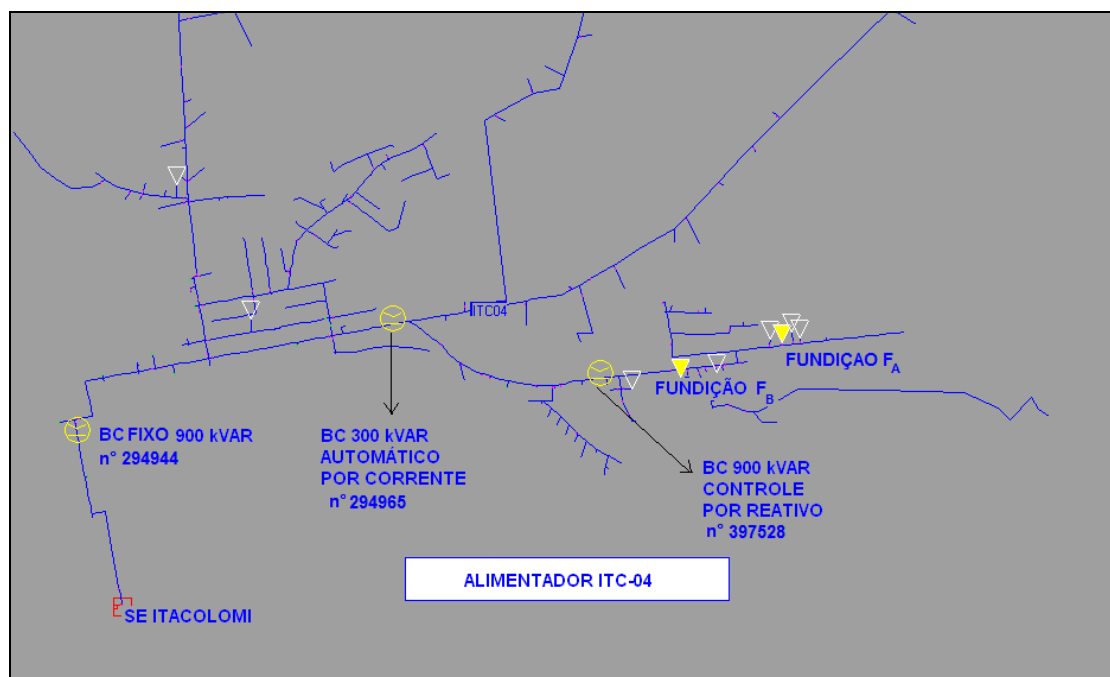 ITC04
FUNDIÇAO FA
FUNDIÇÃO FB
BC FIXO 900 kVAR
n° 294944
BC 300 kVAR
AUTOMÁTICO
POR CORRENTE
n° 294965
BC 900 kVAR
CONTROLE
POR REATIVO
n° 397528
ALIMENTADOR ITC-04
SE ITACOLOMI